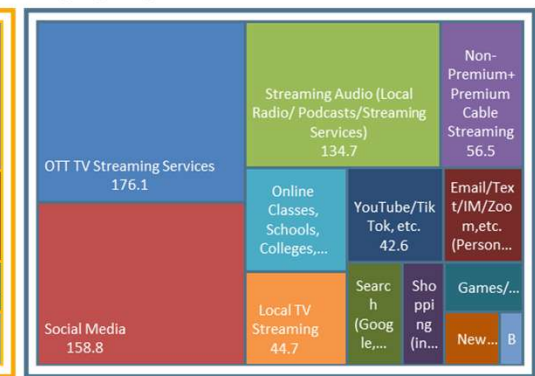 OTT TV Streaming Services
176.1
Social Media
158.8
Streaming Audio (Local
Radio/ Podcasts/Streaming
Services)
134.7
Non-
Premium+
Premium
Cable
Streaming
56.5
Online
Classes,
Schools,
Colleges,...
Local TV
Streaming
44.7
YouTube/Tik
Tok, etc.
42.6
Email/Tex
t/IM/Zoo
m,etc.
(Person...
Searc
h
(Goog
le,...
Sho
ppi
ng
(in...
Games/...
New...
B